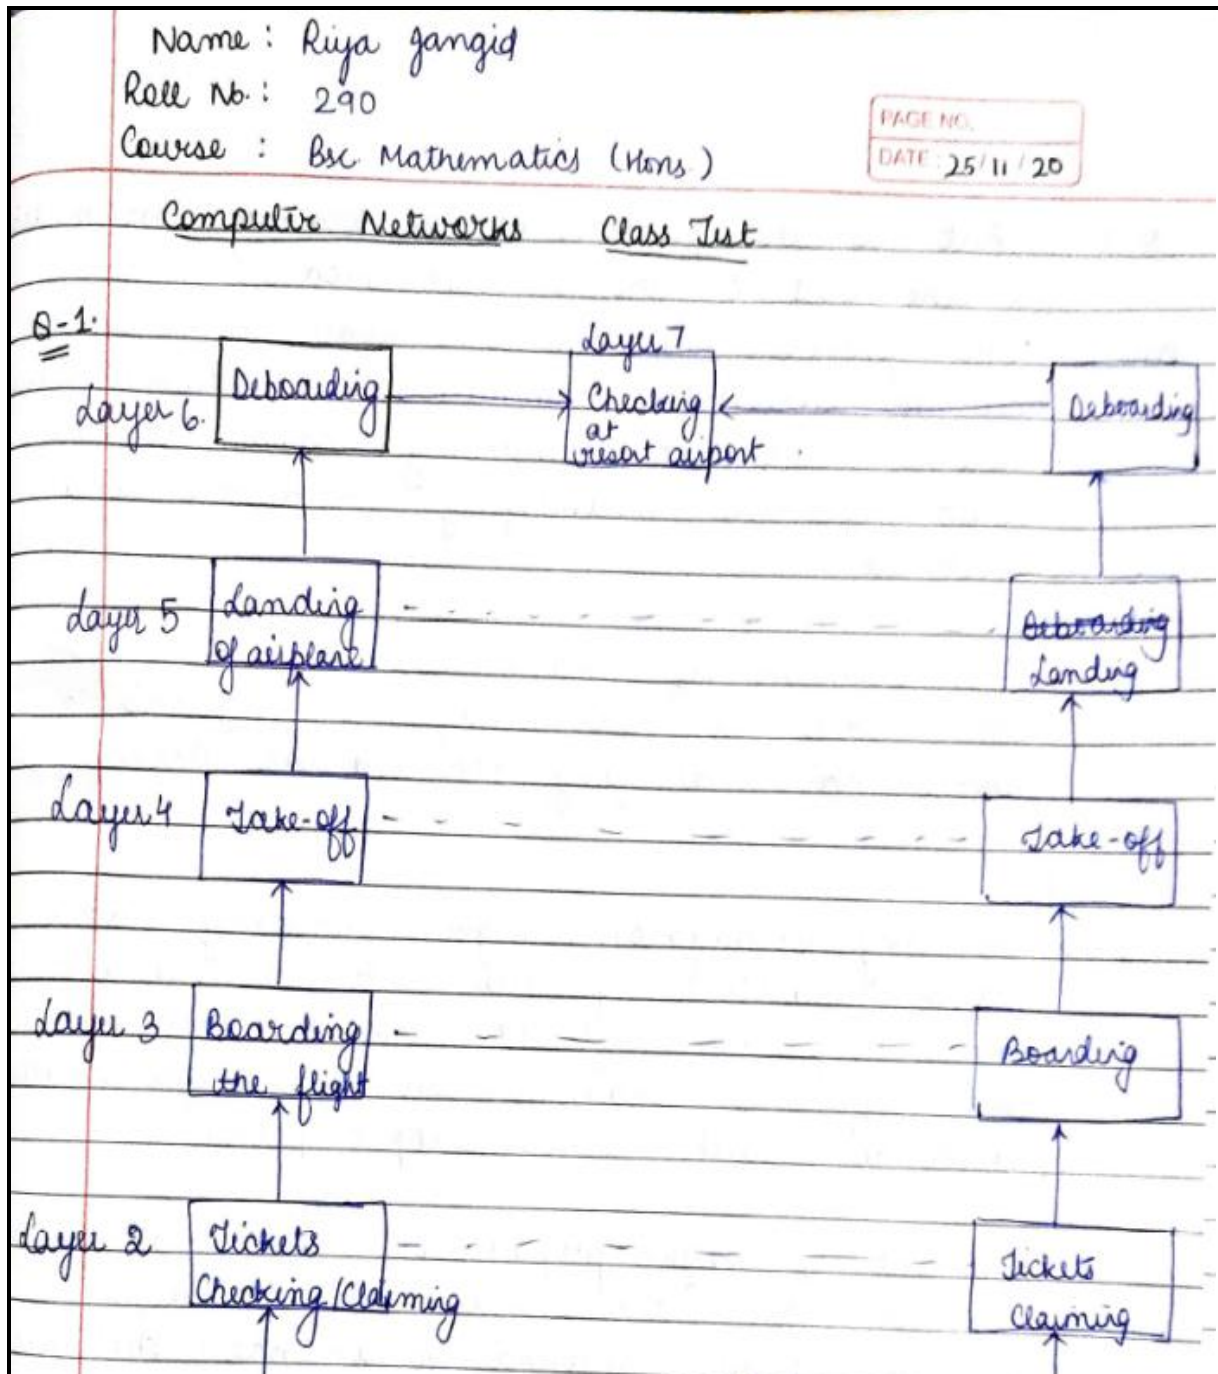 Name : Riya Jangid
Roll No. : 290
Course : Bsc Mathematics (Hons.)
PAGE NO.
DATE : 25/11/20
Computer Networks Class Test
Q-1.
Layer 7
Layer 6. Deboarding Checking Deboarding
at
resort airport
Layer 5 Landing Deboarding
of airplane Landing
Layer 4 Take-off Take-off
Layer 3 Boarding Boarding
the flight
Layer 2 Tickets Tickets
Checking/Claiming Claiming